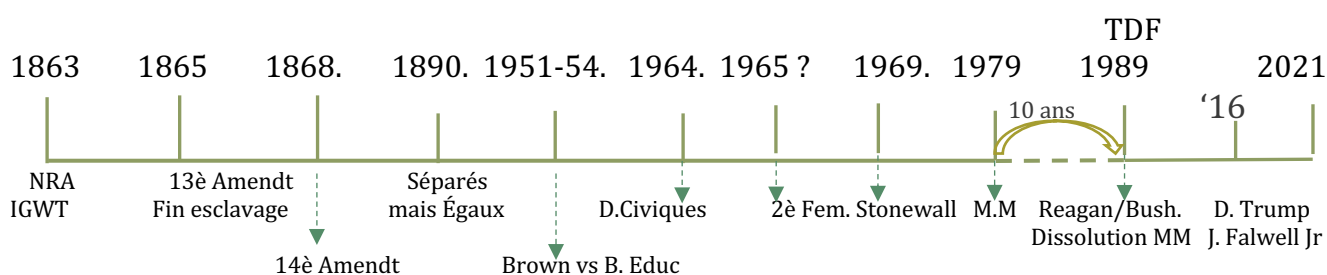 TDF
1863 1865 1868. 1890. 1951-54. 1964. 1965 ? 1969. 1979 1989 2021
10 ans ‘16
NRA 13è Amendt Séparés
IGWT Fin esclavage mais Égaux D.Civiques 2è Fem. Stonewall M.M Reagan/Bush. D. Trump
Dissolution MM J. Falwell Jr
14è Amendt Brown vs B. Educ